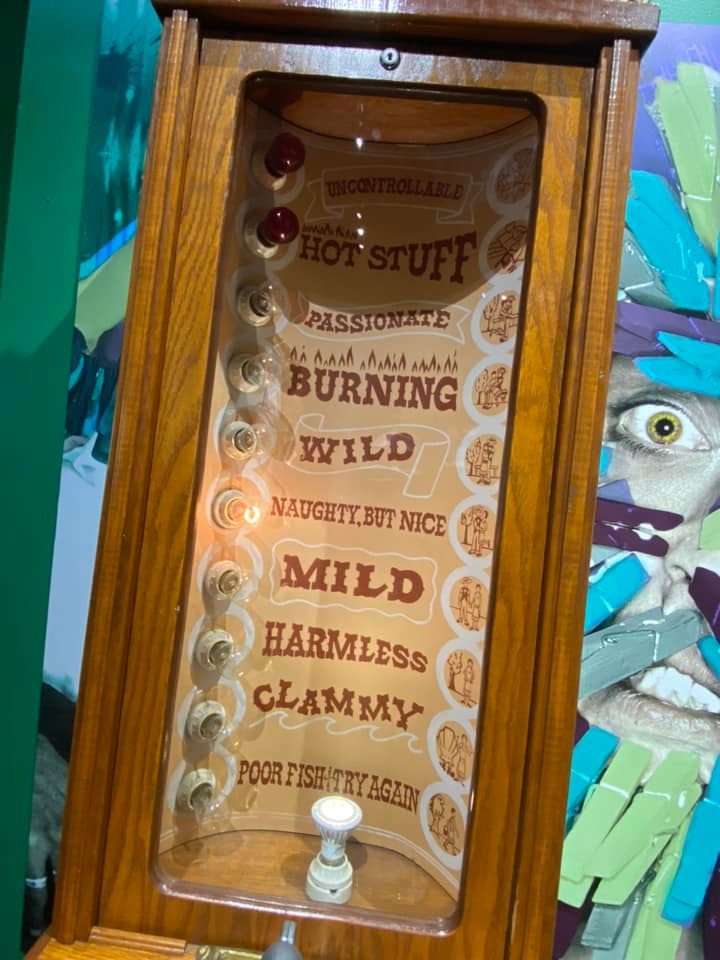 UNCONTROLLABLE
HOT STUFF
PASSIONATE
BURNING
WILD
NAUGHTY, BUT NICE
MILD
HARMLESS
CLAMMY
POOR FISH-TRY AGAIN